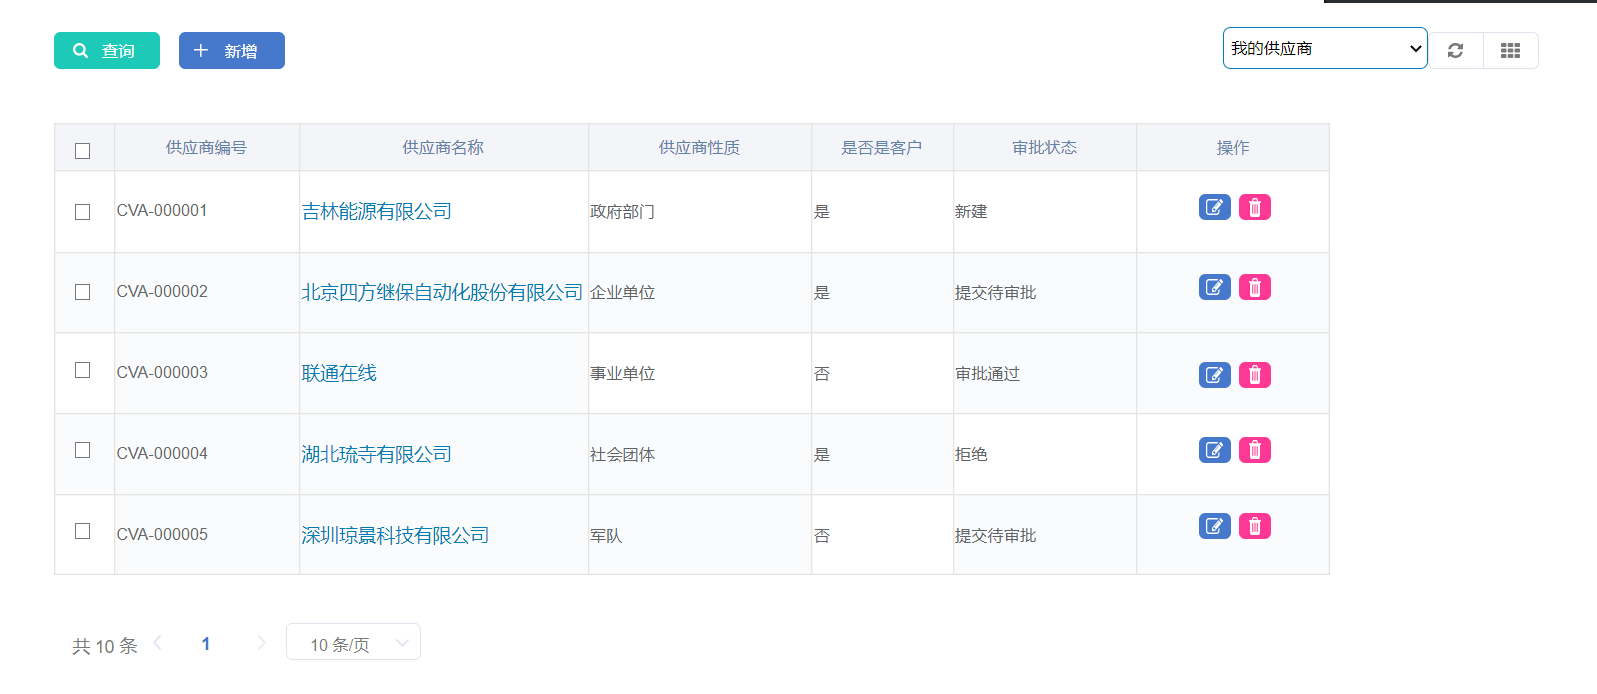 查询 新增 我的供应商
供应商编号 供应商名称 供应商性质 是否是客户 审批状态 操作
CVA-000001 吉林能源有限公司 政府部门 是 新建
CVA-000002 北京四方继保自动化股份有限公司 企业单位 是 提交待审批
CVA-000003 联通在线 事业单位 否 审批通过
CVA-000004 湖北琉寺有限公司 社会团体 是 拒绝
CVA-000005 深圳琼景科技有限公司 军队 否 提交待审批
共 10 条 1 10 条/页